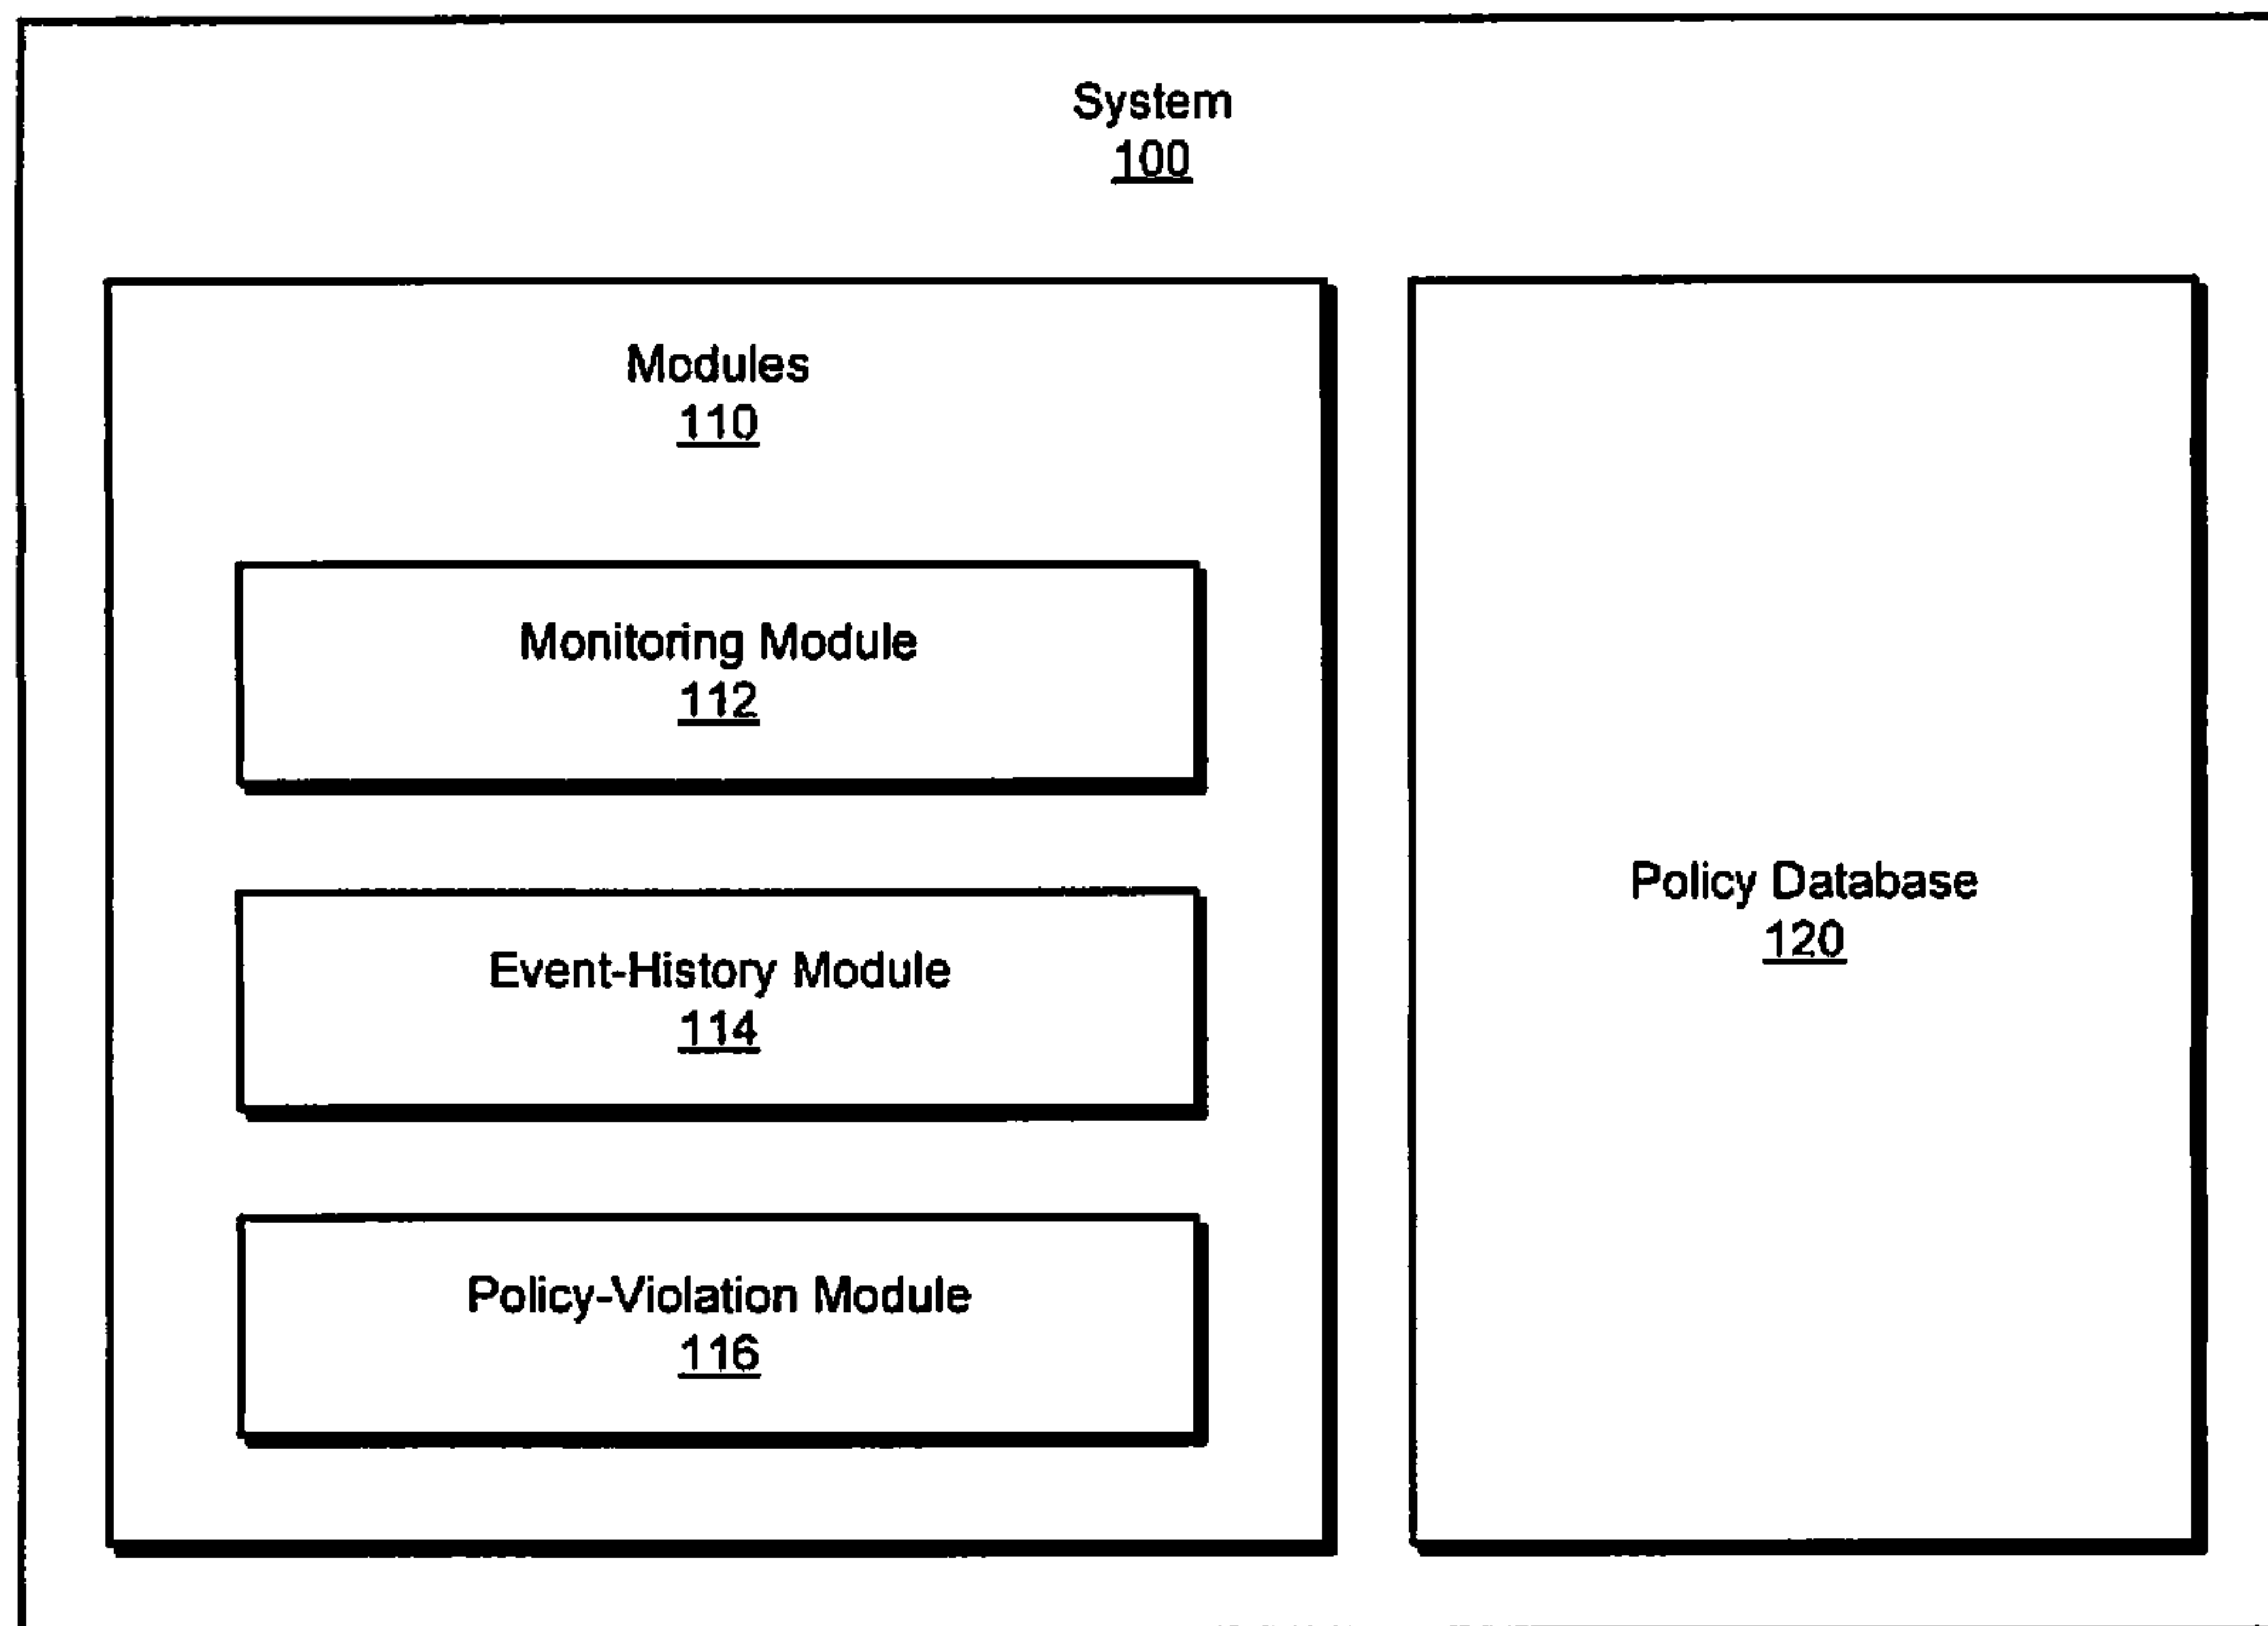 System
100
Modules
110
Monitoring Module
112
Event-History Module
114
Policy-Violation Module
116
Policy Database
120